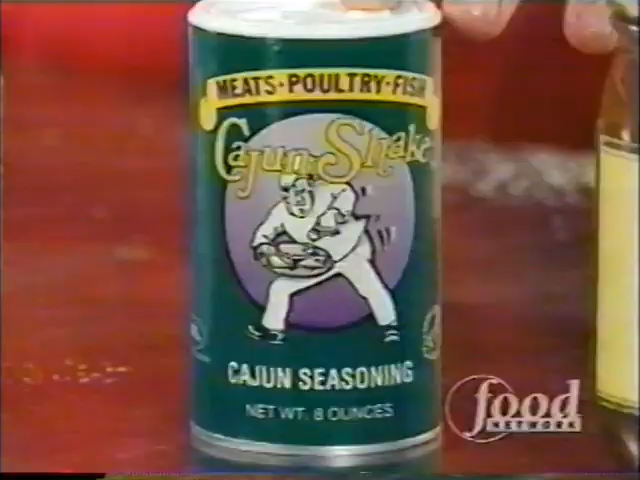 MEATS·POULTRY·FISH
Cajun Shake
CAJUN SEASONING
NET WT. 8 OUNCES
food
NETWORK